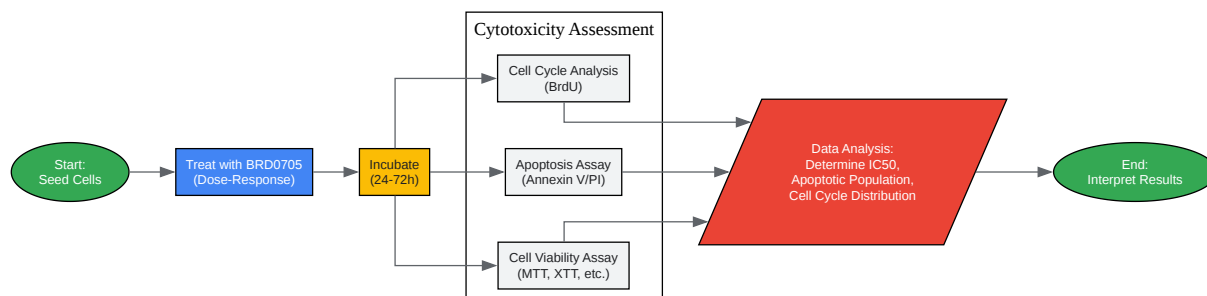 Cytotoxicity Assessment
Start:
Seed Cells
Treat with BRD0705
(Dose-Response)
Incubate
(24-72h)
Cell Cycle Analysis
(BrdU)
Apoptosis Assay
(Annexin V/PI)
Cell Viability Assay
(MTT, XTT, etc.)
Data Analysis:
Determine IC50,
Apoptotic Population,
Cell Cycle Distribution
End:
Interpret Results